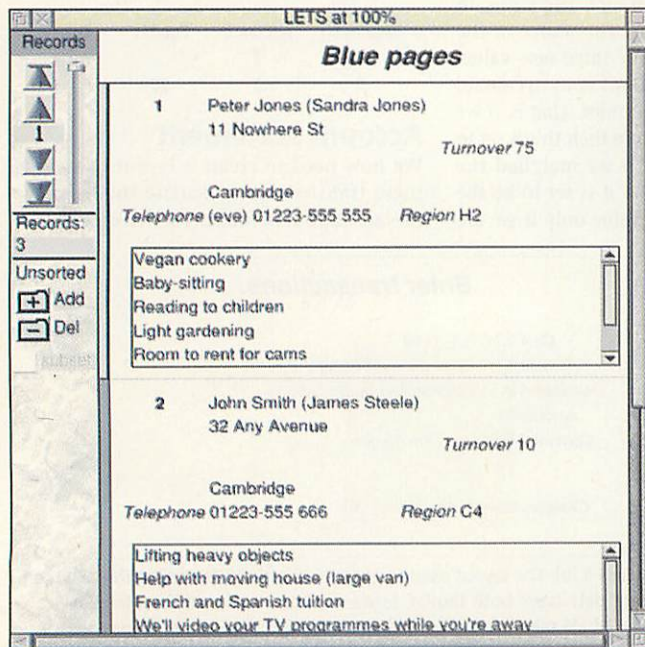 LETS at 100%
Records
Blue pages
1 Peter Jones (Sandra Jones)
11 Nowhere St
Turnover 75
Cambridge
Telephone (eve) 01223-555 555 Region H2
1
Records:
3
Unsorted
Add
Del
Vegan cookery
Baby-sitting
Reading to children
Light gardening
Room to rent for cams
2 John Smith (James Steele)
32 Any Avenue
Turnover 10
Cambridge
Telephone 01223-555 666 Region C4
Lifting heavy objects
Help with moving house (large van)
French and Spanish tuition
We'll video your TV programmes while you're away